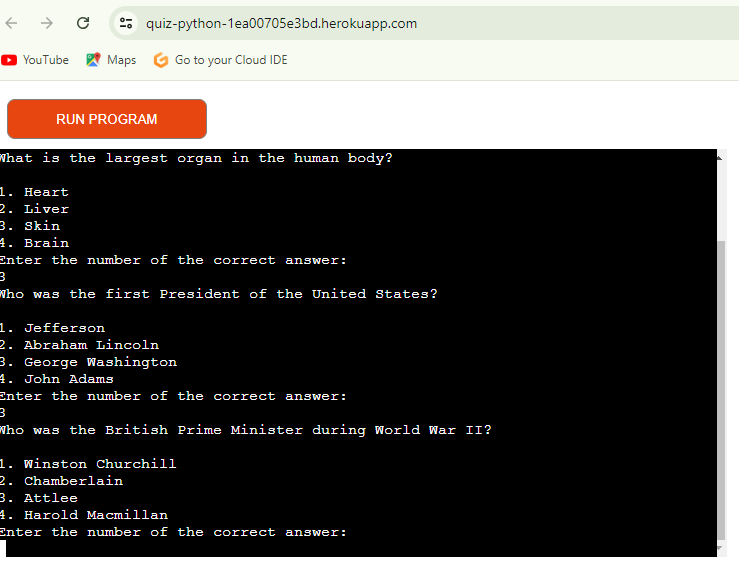 quiz-python-1ea00705e3bd.herokuapp.com
YouTube Maps Go to your Cloud IDE
RUN PROGRAM
What is the largest organ in the human body?
1. Heart
2. Liver
3. Skin
4. Brain
Enter the number of the correct answer:
3
Who was the first President of the United States?
1. Jefferson
2. Abraham Lincoln
3. George Washington
4. John Adams
Enter the number of the correct answer:
3
Who was the British Prime Minister during World War II?
1. Winston Churchill
2. Chamberlain
3. Attlee
4. Harold Macmillan
Enter the number of the correct answer: